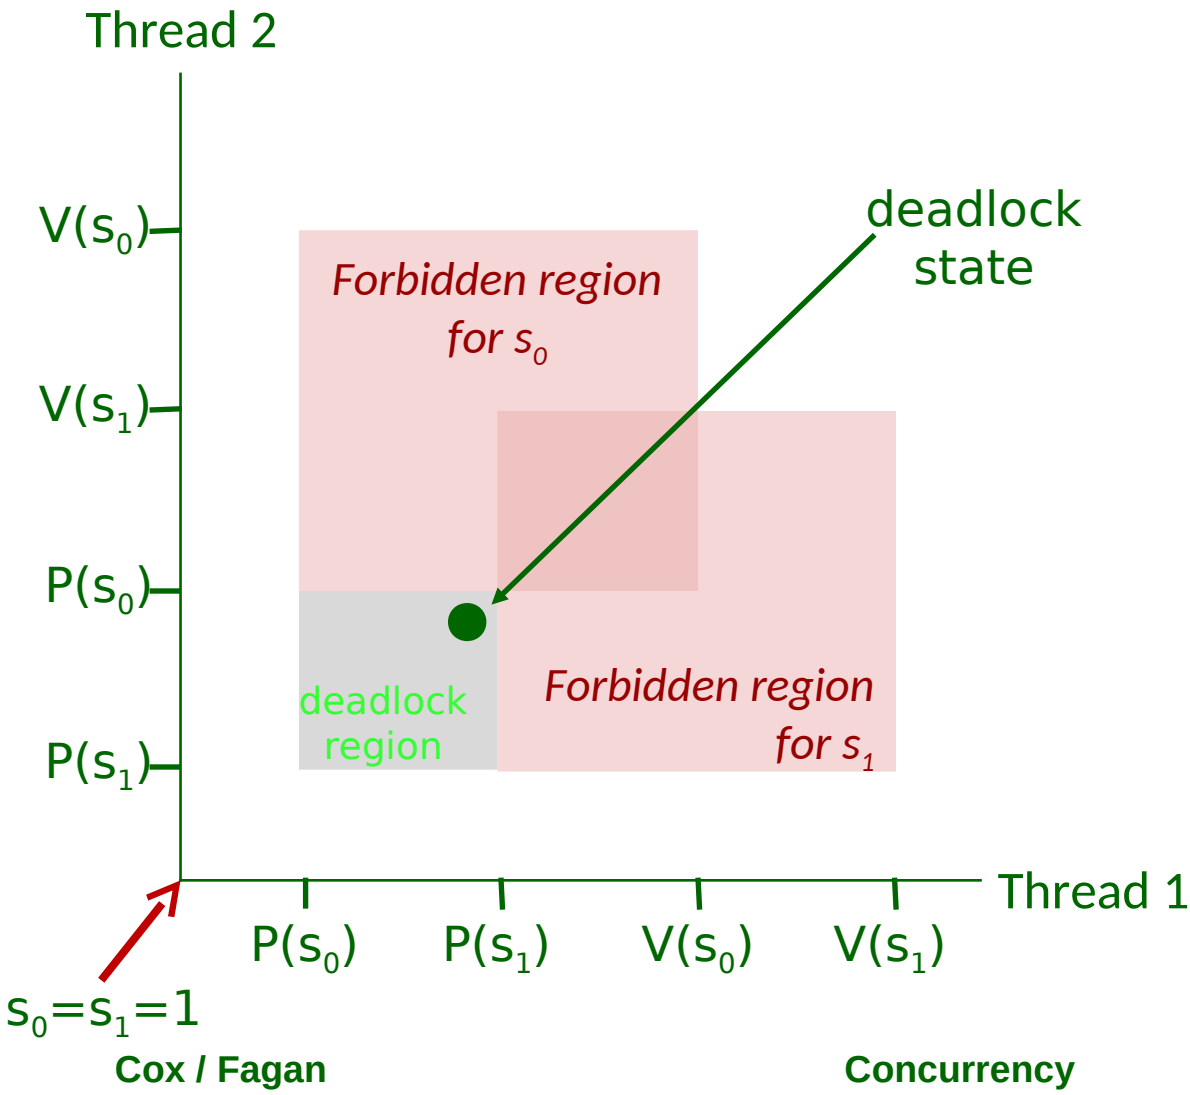 Thread 2
V(s₀)
deadlock
state
Forbidden region
for s₀
V(s₁)
P(s₀)
deadlock
region
Forbidden region
for s₁
P(s₁)
Thread 1
P(s₀) P(s₁) V(s₀) V(s₁)
s₀=s₁=1
Cox / Fagan
Concurrency